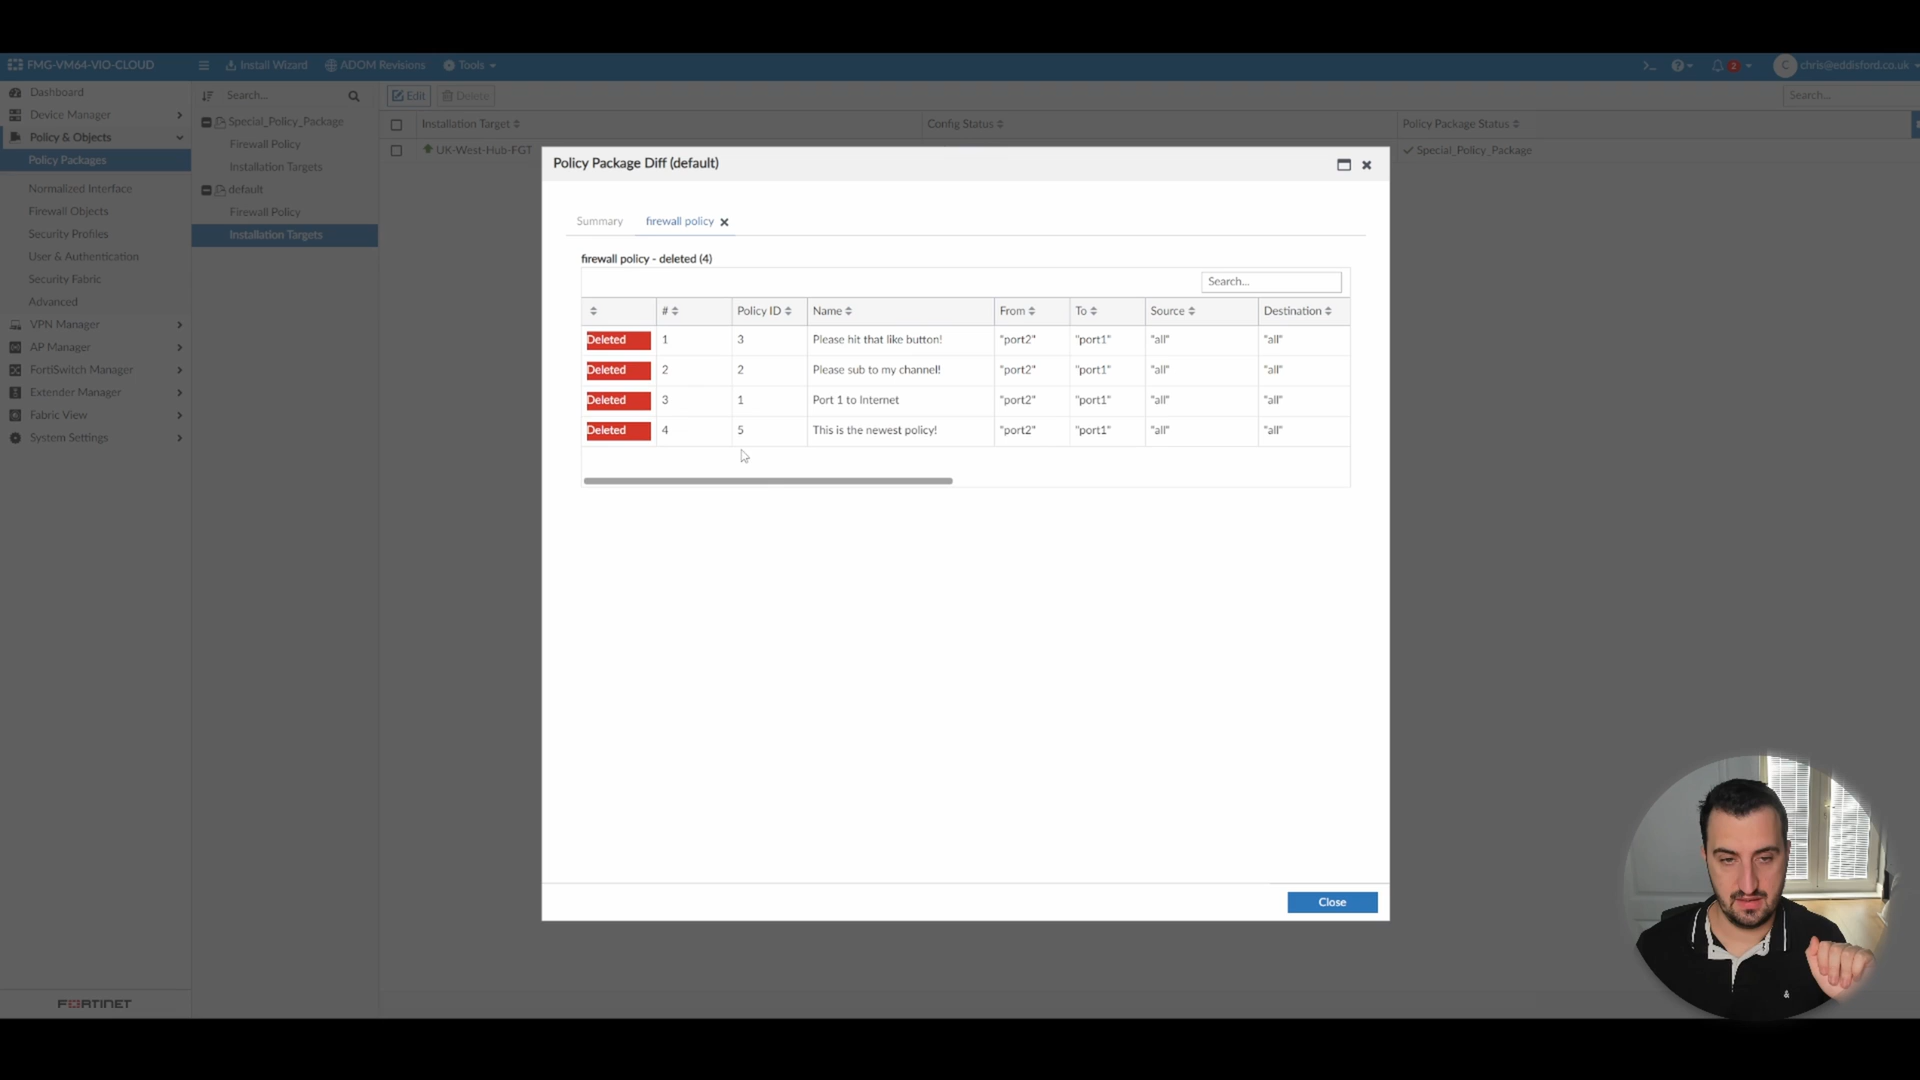 FMG-VM64-VIO-CLOUD
Install Wizard
ADOM Revisions
Tools
>_
2
C
chris@eddisford.co.uk
Dashboard
Device Manager
Policy & Objects
Policy Packages
Normalized Interface
Firewall Objects
Security Profiles
User & Authentication
Security Fabric
Advanced
VPN Manager
AP Manager
FortiSwitch Manager
Extender Manager
Fabric View
System Settings
FORTINET
Search...
Special_Policy_Package
Firewall Policy
Installation Targets
default
Firewall Policy
Installation Targets
Edit
Delete
Search...
Installation Target
Config Status
Policy Package Status
UK-West-Hub-FGT
Special_Policy_Package
Policy Package Diff (default)
Summary
firewall policy
firewall policy - deleted (4)
Search...
# Policy ID Name From To Source Destination
Deleted 1 3 Please hit that like button! "port2" "port1" "all" "all"
Deleted 2 2 Please sub to my channel! "port2" "port1" "all" "all"
Deleted 3 1 Port 1 to Internet "port2" "port1" "all" "all"
Deleted 4 5 This is the newest policy! "port2" "port1" "all" "all"
Close